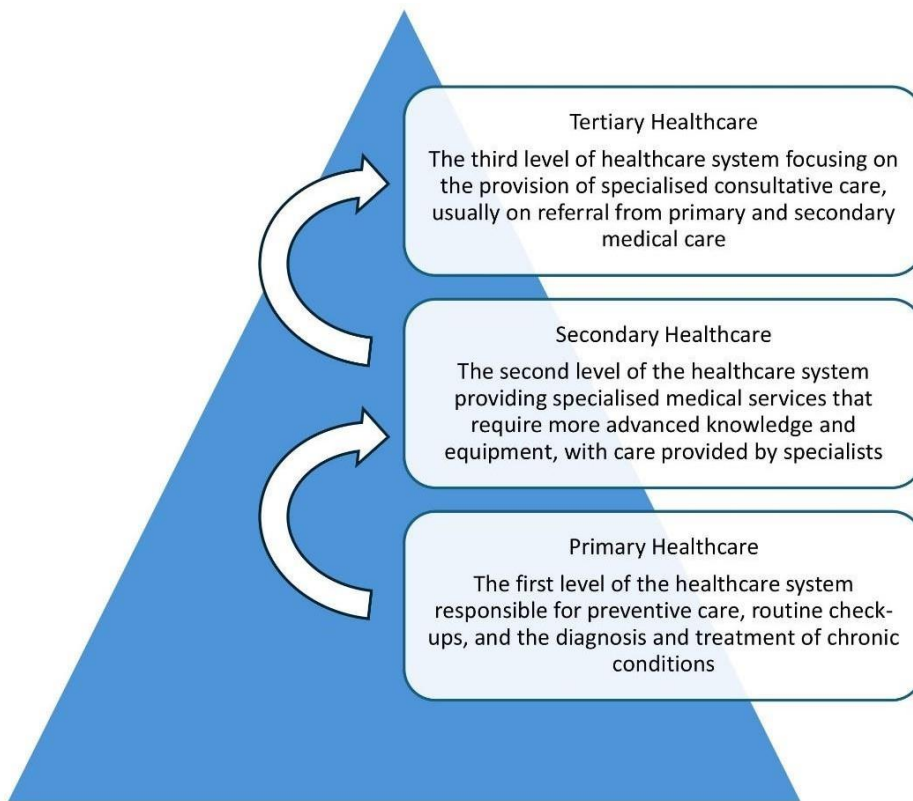 Tertiary Healthcare
The third level of healthcare system focusing on
the provision of specialised consultative care,
usually on referral from primary and secondary
medical care
Secondary Healthcare
The second level of the healthcare system
providing specialised medical services that
require more advanced knowledge and
equipment, with care provided by specialists
Primary Healthcare
The first level of the healthcare system
responsible for preventive care, routine check-
ups, and the diagnosis and treatment of chronic
conditions